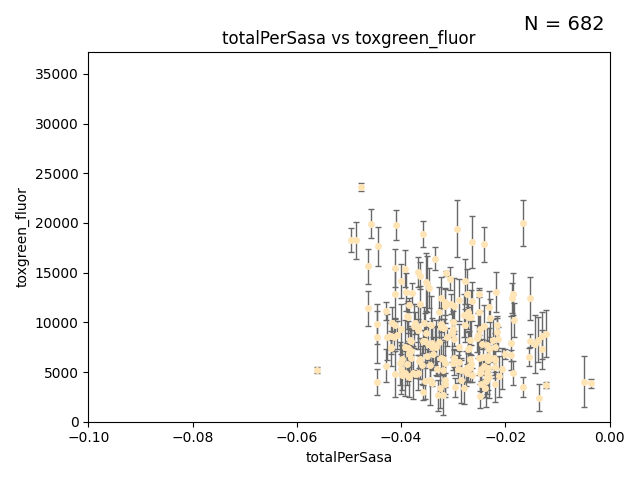 N = 682
totalPerSasa vs toxgreen_fluor
35000
30000
25000
20000
15000
10000
5000
0
toxgreen_fluor
−0.10 −0.08 −0.06 −0.04 −0.02 0.00
totalPerSasa